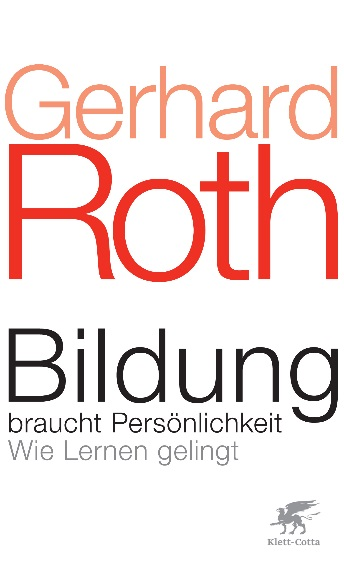 Gerhard
Roth
Bildung
braucht Persönlichkeit
Wie Lernen gelingt
Klett-Cotta